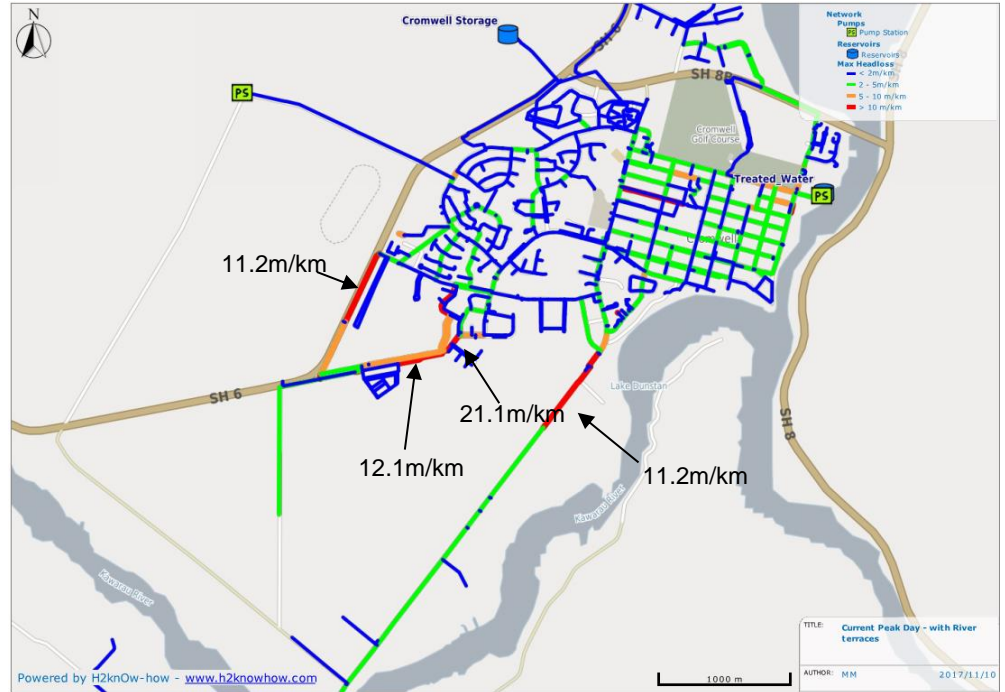 N
Cromwell Storage
SH 6
SH 8B
Network
Pumps
PS Pump Station
Reservoirs
Reservoirs
Max Headloss
< 2m/km
2 - 5m/km
5 - 10 m/km
> 10 m/km
PS
Cromwell
Golf Course
Treated_Water
PS
Cromwell
11.2m/km
Lake Dunstan
SH 6
21.1m/km
SH 8
12.1m/km
11.2m/km
Kawarau River
Kawarau River
TITLE:
Current Peak Day - with River
terraces
AUTHOR: MM 2017/11/10
Powered by H2knOw-how - www.h2knowhow.com
1000 m